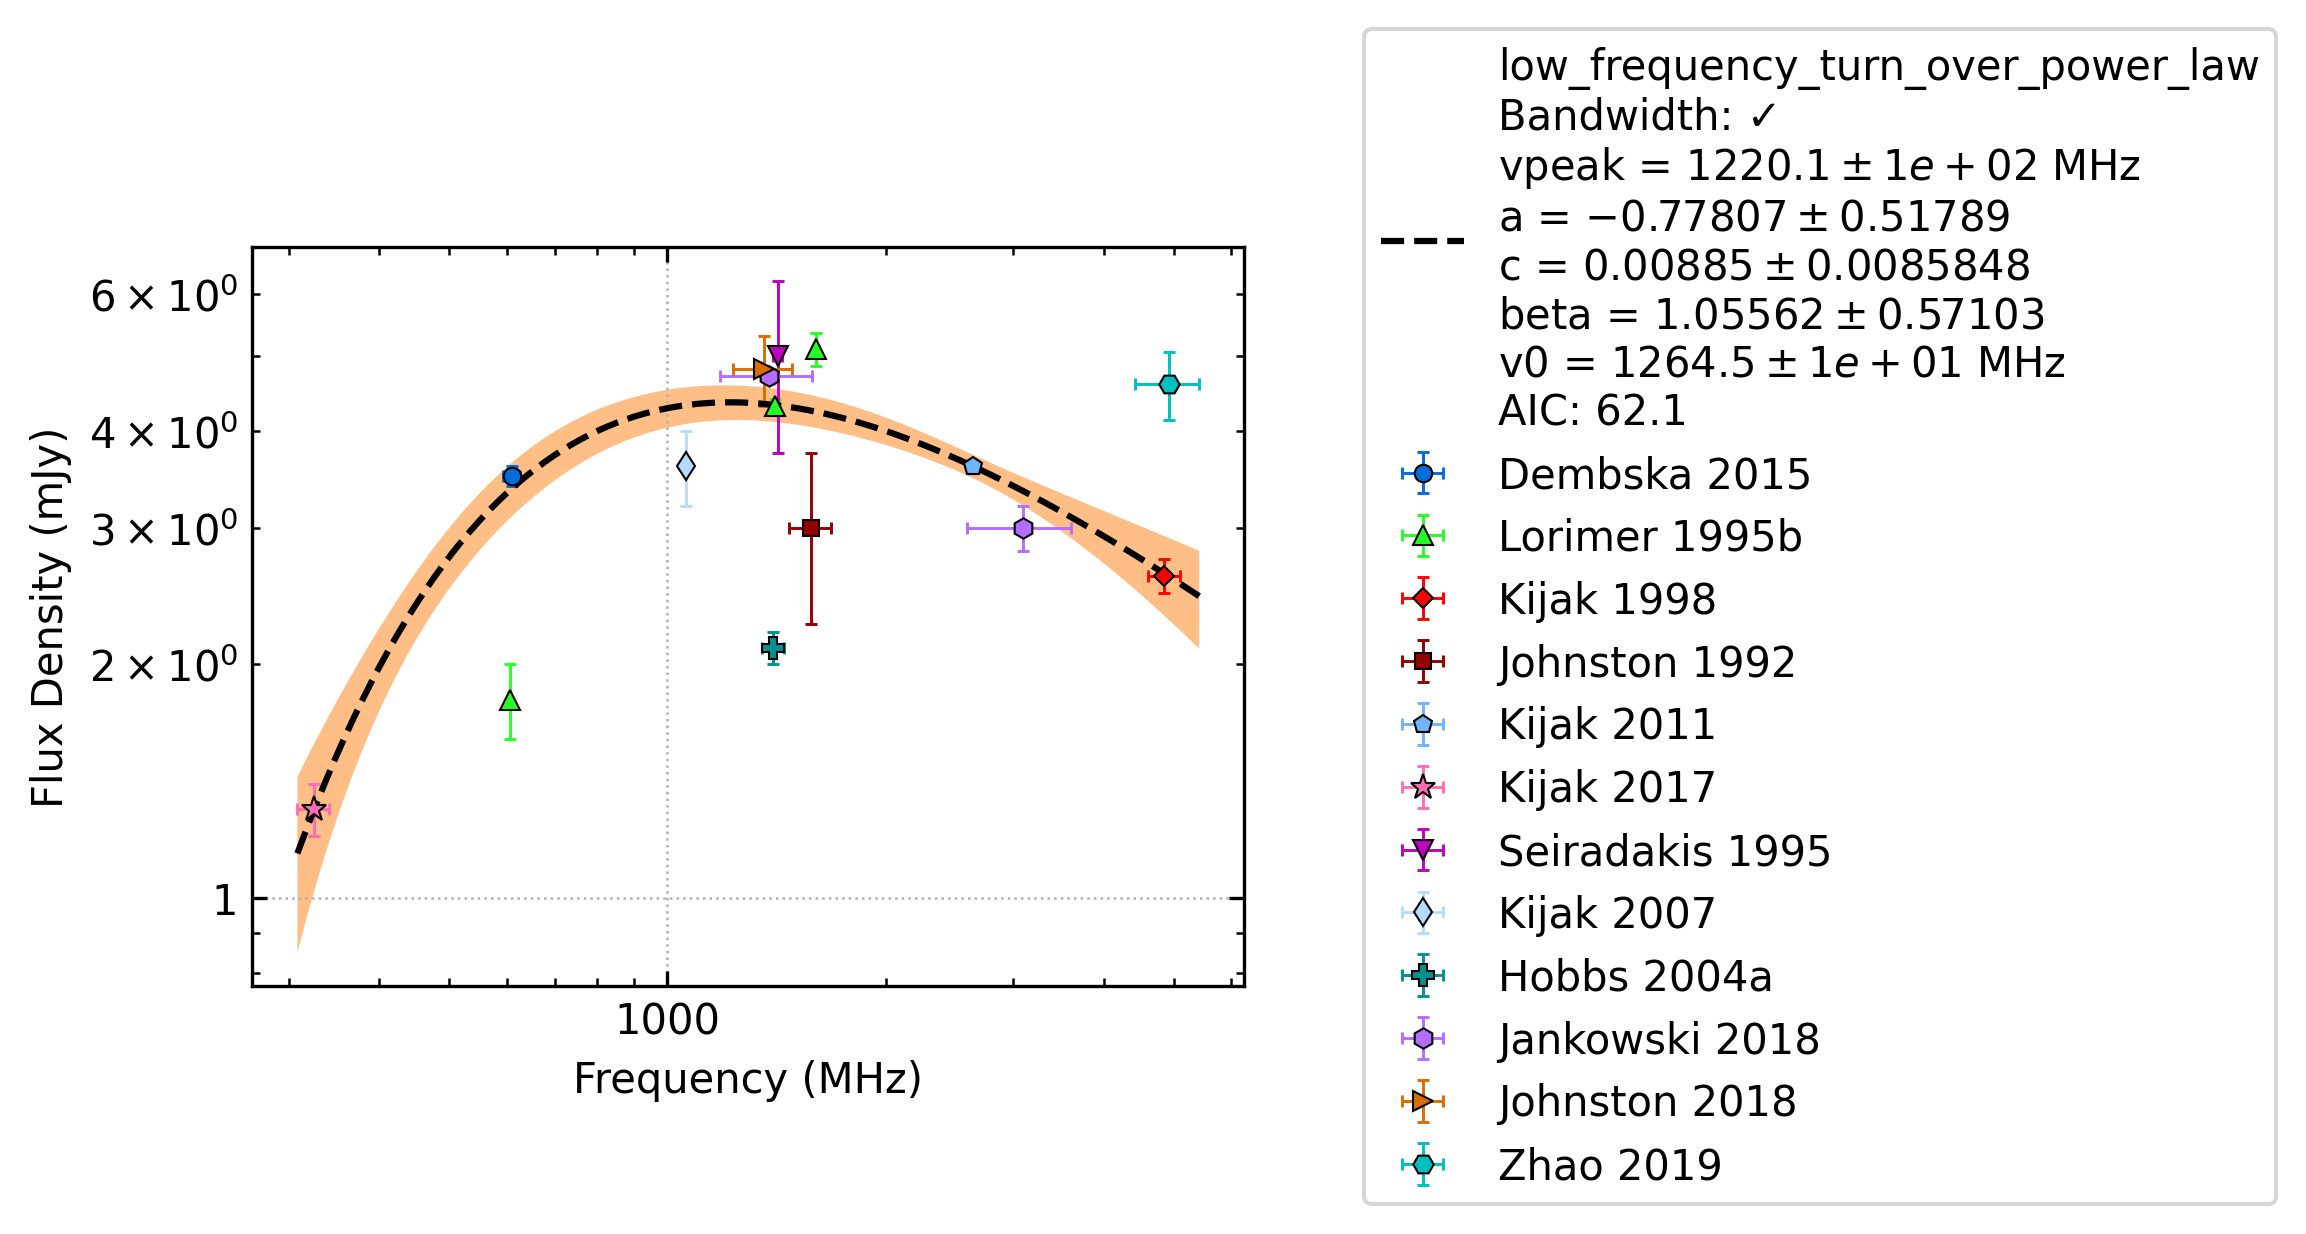 6 × 10⁰
4 × 10⁰
3 × 10⁰
2 × 10⁰
1
Flux Density (mJy)
1000
Frequency (MHz)
low_frequency_turn_over_power_law
Bandwidth: ✓
vpeak = 1220.1 ± 1e + 02 MHz
a = −0.77807 ± 0.51789
c = 0.00885 ± 0.0085848
beta = 1.05562 ± 0.57103
v0 = 1264.5 ± 1e + 01 MHz
AIC: 62.1
Dembska 2015
Lorimer 1995b
Kijak 1998
Johnston 1992
Kijak 2011
Kijak 2017
Seiradakis 1995
Kijak 2007
Hobbs 2004a
Jankowski 2018
Johnston 2018
Zhao 2019